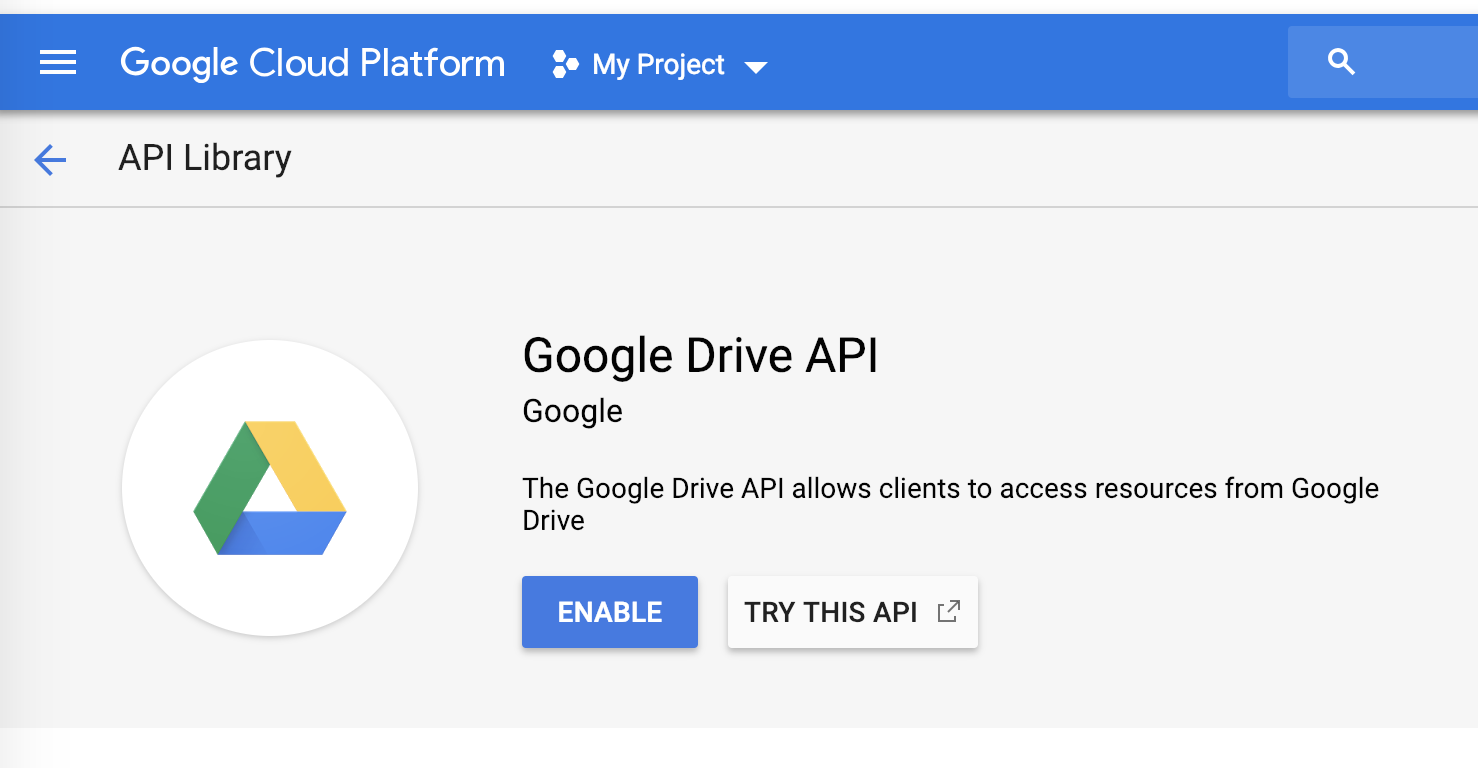 Google Cloud Platform My Project
API Library
Google Drive API
Google
The Google Drive API allows clients to access resources from Google
Drive
ENABLE TRY THIS API